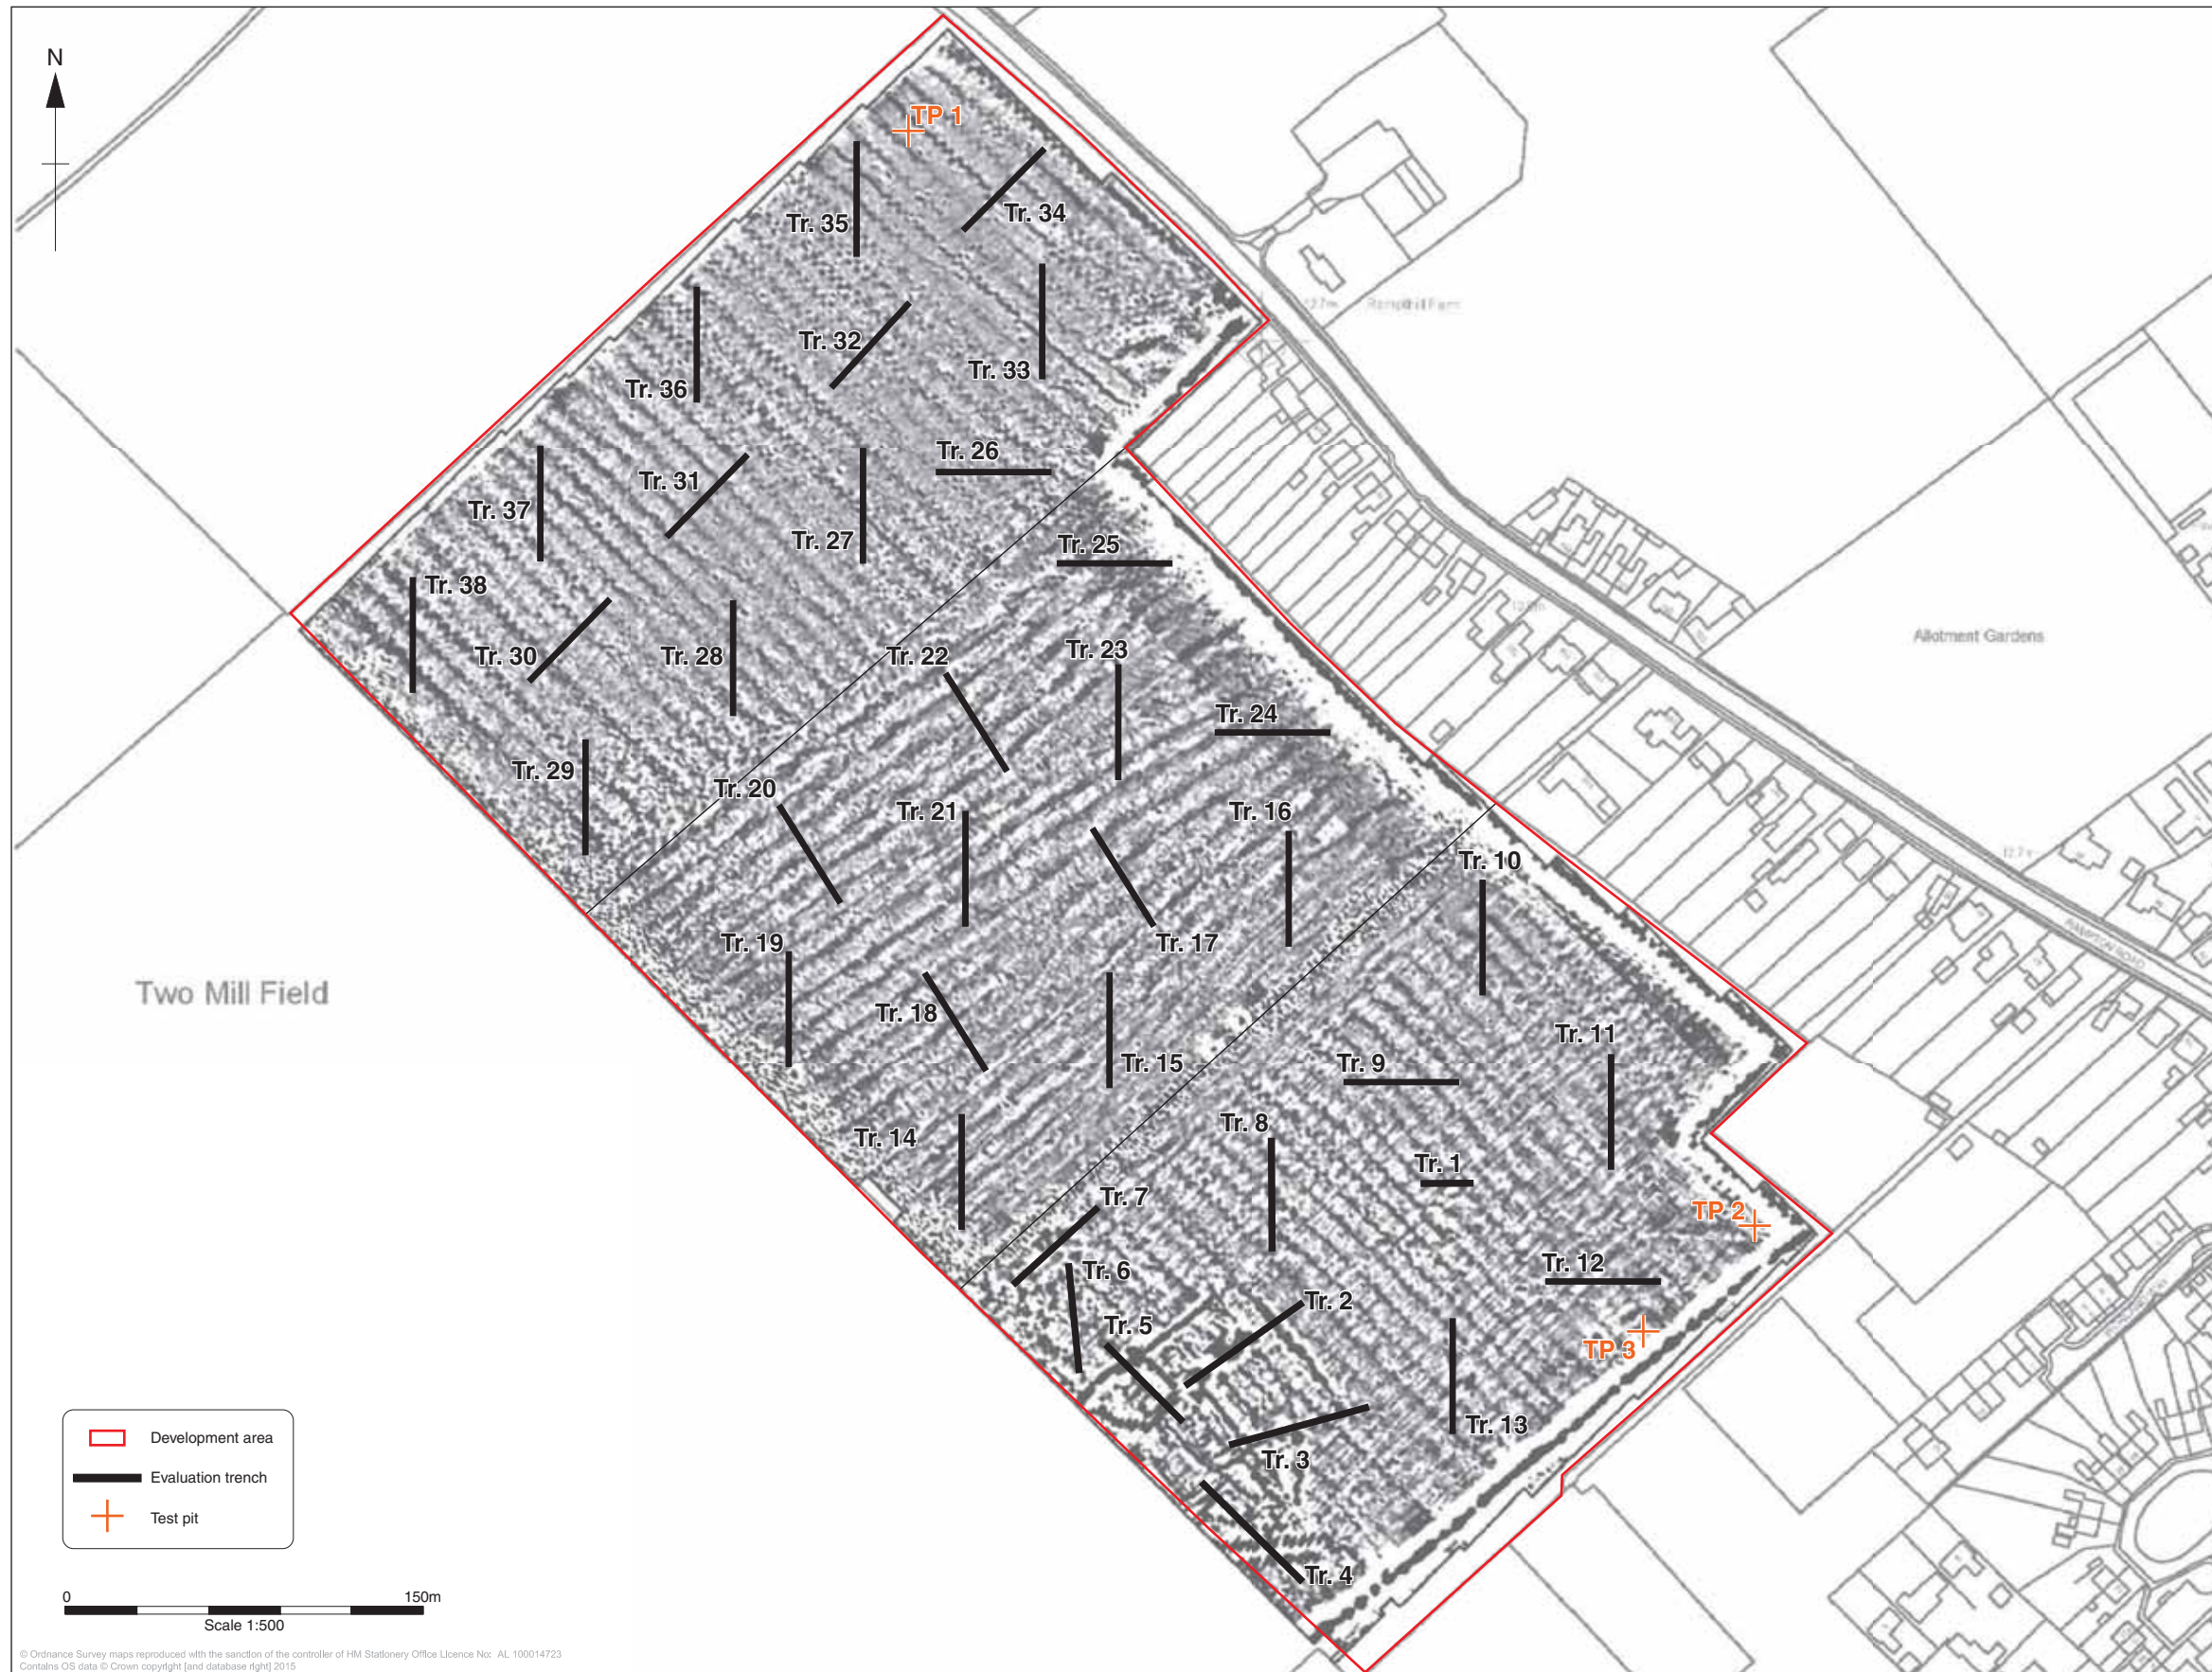 N
TP 1
Tr. 34
Tr. 35
12.7m
Tr. 32
Tr. 33
Tr. 36
Tr. 26
Tr. 31
Tr. 37
Tr. 27
Tr. 25
Tr. 38
Allotment Gardens
Tr. 30
Tr. 28
Tr. 22
Tr. 23
Tr. 24
Tr. 29
Tr. 20
Tr. 21
Tr. 16
12.7m
Tr. 10
Tr. 19
Tr. 17
RAMPTON ROAD
Two Mill Field
Tr. 18
Tr. 11
Tr. 15
Tr. 9
Tr. 8
Tr. 14
Tr. 1
Tr. 7
TP 2
Tr. 6
Tr. 12
Tr. 2
Tr. 5
TP 3
Tr. 13
Tr. 3
Tr. 4
Development area
Evaluation trench
Test pit
0 150m
Scale 1:500
© Ordnance Survey maps reproduced with the sanction of the controller of HM Stationery Office Licence No: AL 100014723
Contains OS data © Crown copyright [and database right] 2015